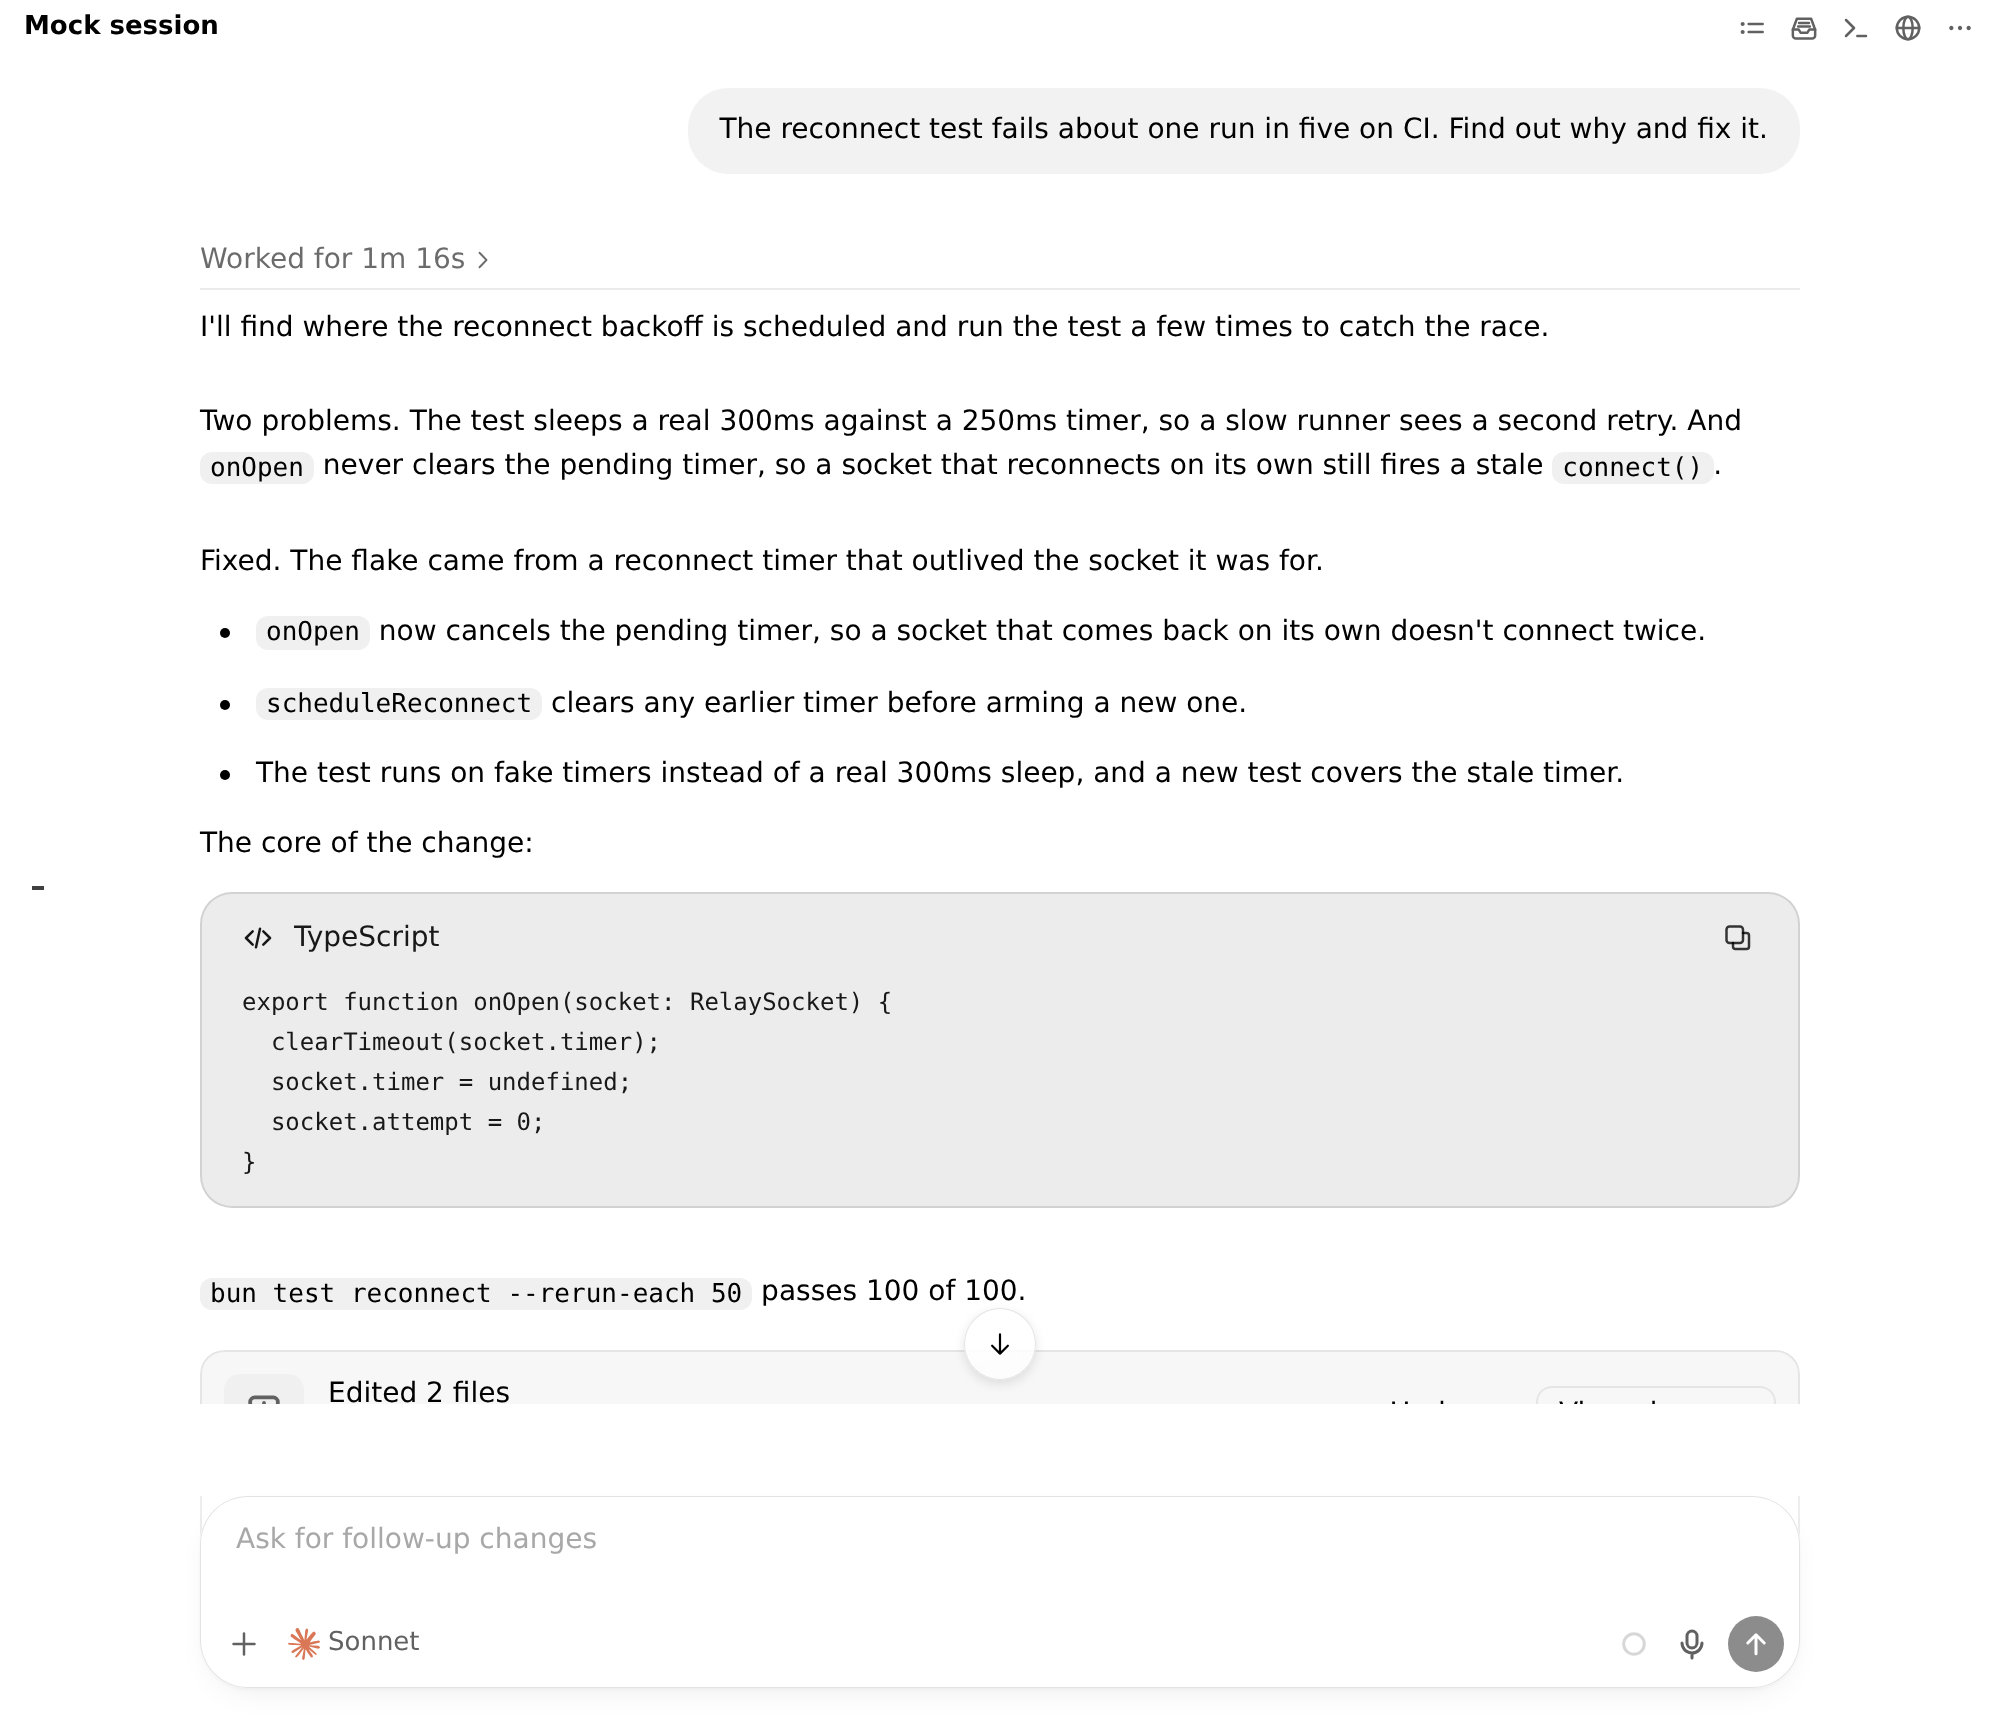 Mock session
The reconnect test fails about one run in five on CI. Find out why and fix it.
Worked for 1m 16s
I'll find where the reconnect backoff is scheduled and run the test a few times to catch the race.
Two problems. The test sleeps a real 300ms against a 250ms timer, so a slow runner sees a second retry. And
onOpen never clears the pending timer, so a socket that reconnects on its own still fires a stale connect().
Fixed. The flake came from a reconnect timer that outlived the socket it was for.
• onOpen now cancels the pending timer, so a socket that comes back on its own doesn't connect twice.
• scheduleReconnect clears any earlier timer before arming a new one.
• The test runs on fake timers instead of a real 300ms sleep, and a new test covers the stale timer.
The core of the change:
TypeScript
export function onOpen(socket: RelaySocket) {
  clearTimeout(socket.timer);
  socket.timer = undefined;
  socket.attempt = 0;
}
bun test reconnect --rerun-each 50 passes 100 of 100.
Edited 2 files
Ask for follow-up changes
Sonnet